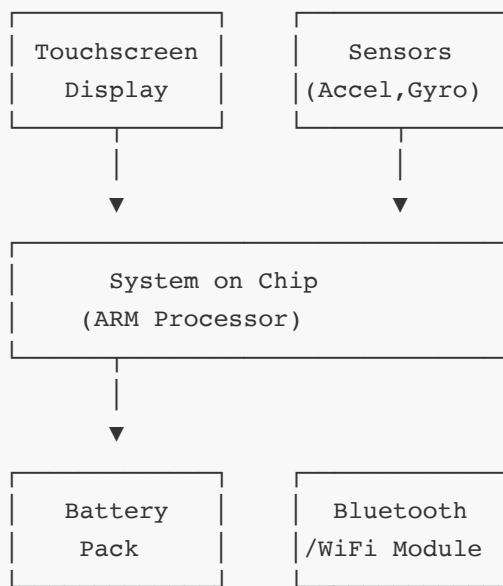 Touchscreen
Display
Sensors
(Accel,Gyro)
System on Chip
(ARM Processor)
Battery
Pack
Bluetooth
/WiFi Module